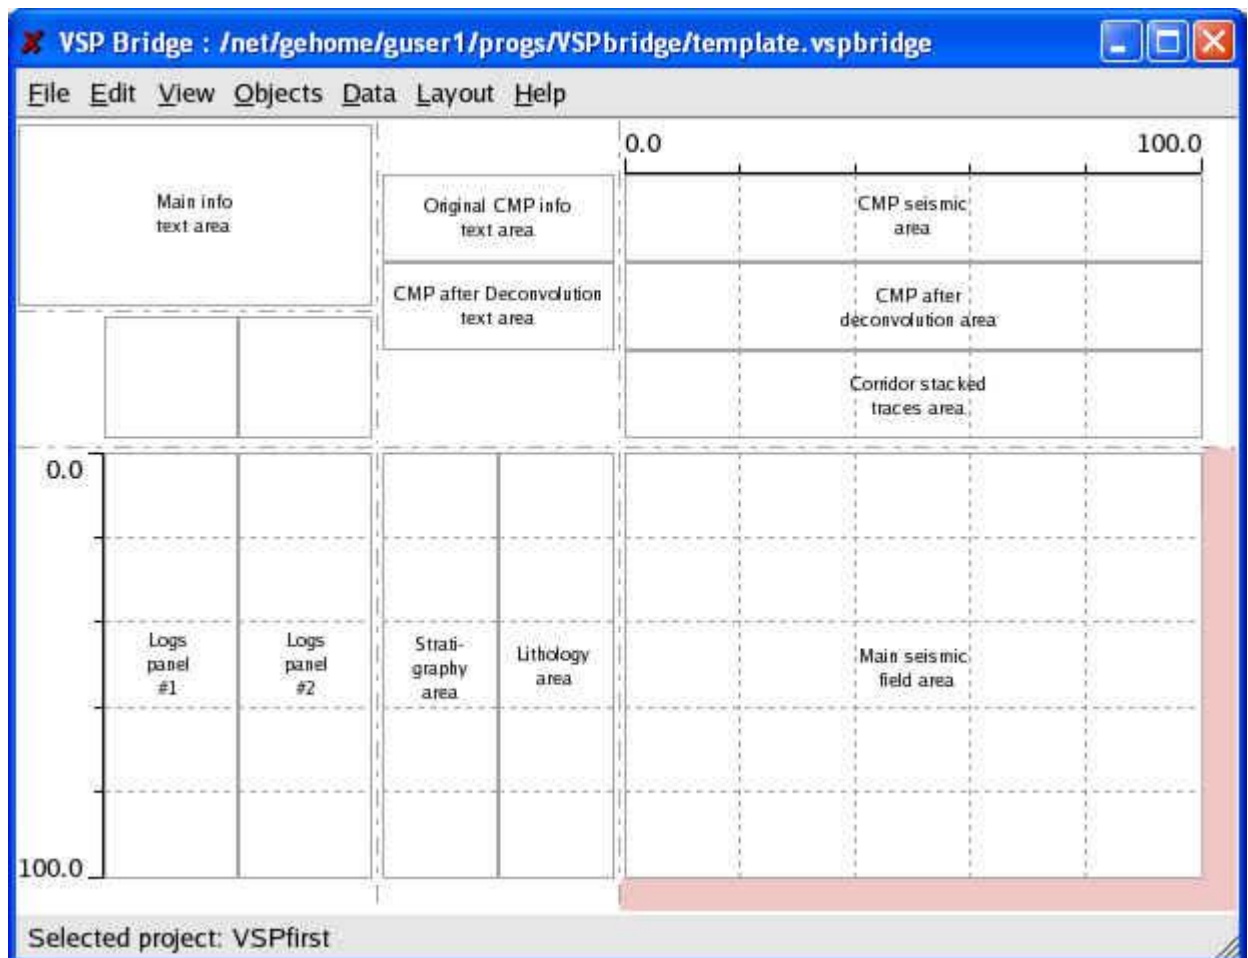 VSP Bridge : /net/gehome/guser1/progs/VSPbridge/template.vspbridge
File Edit View Objects Data Layout Help
0.0 100.0
Main info
text area
Original CMP info
text area
CMP seismic
area
CMP after Deconvolution
text area
CMP after
deconvolution area
Corridor stacked
traces area
0.0
Logs
panel
#1
Logs
panel
#2
Strati-
graphy
area
Lithology
area
Main seismic
field area
100.0
Selected project: VSPfirst